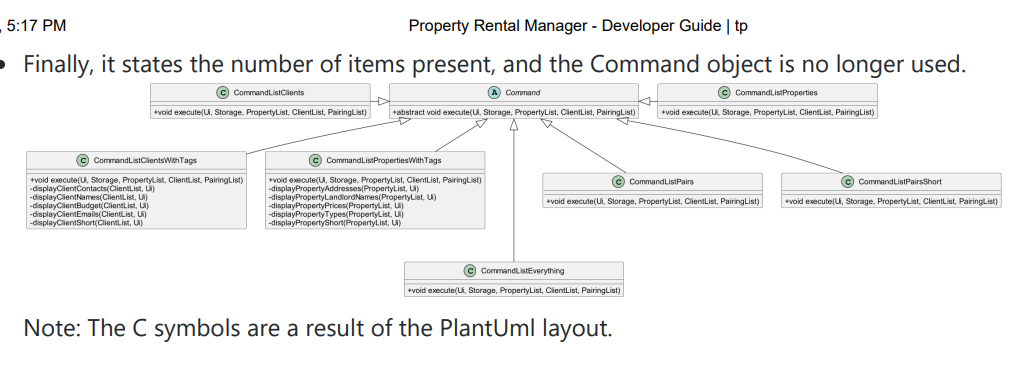 , 5:17 PM
Property Rental Manager - Developer Guide | tp
Finally, it states the number of items present, and the Command object is no longer used.
C CommandListClients
+void execute(Ui, Storage, PropertyList, ClientList, PairingList)
A Command
+abstract void execute(Ui, Storage, PropertyList, ClientList, PairingList)
C CommandListProperties
+void execute(Ui, Storage, PropertyList, ClientList, PairingList)
C CommandListClientsWithTags
+void execute(Ui, Storage, PropertyList, ClientList, PairingList)
-displayClientContacts(ClientList, Ui)
-displayClientNames(ClientList, Ui)
-displayClientBudget(ClientList, Ui)
-displayClientEmails(ClientList, Ui)
-displayClientShort(ClientList, Ui)
C CommandListPropertiesWithTags
+void execute(Ui, Storage, PropertyList, ClientList, PairingList)
-displayPropertyAddresses(PropertyList, Ui)
-displayPropertyLandlordNames(PropertyList, Ui)
-displayPropertyPrices(PropertyList, Ui)
-displayPropertyTypes(PropertyList, Ui)
-displayPropertyShort(PropertyList, Ui)
C CommandListPairs
+void execute(Ui, Storage, PropertyList, ClientList, PairingList)
C CommandListPairsShort
+void execute(Ui, Storage, PropertyList, ClientList, PairingList)
C CommandListEverything
+void execute(Ui, Storage, PropertyList, ClientList, PairingList)
Note: The C symbols are a result of the PlantUml layout.